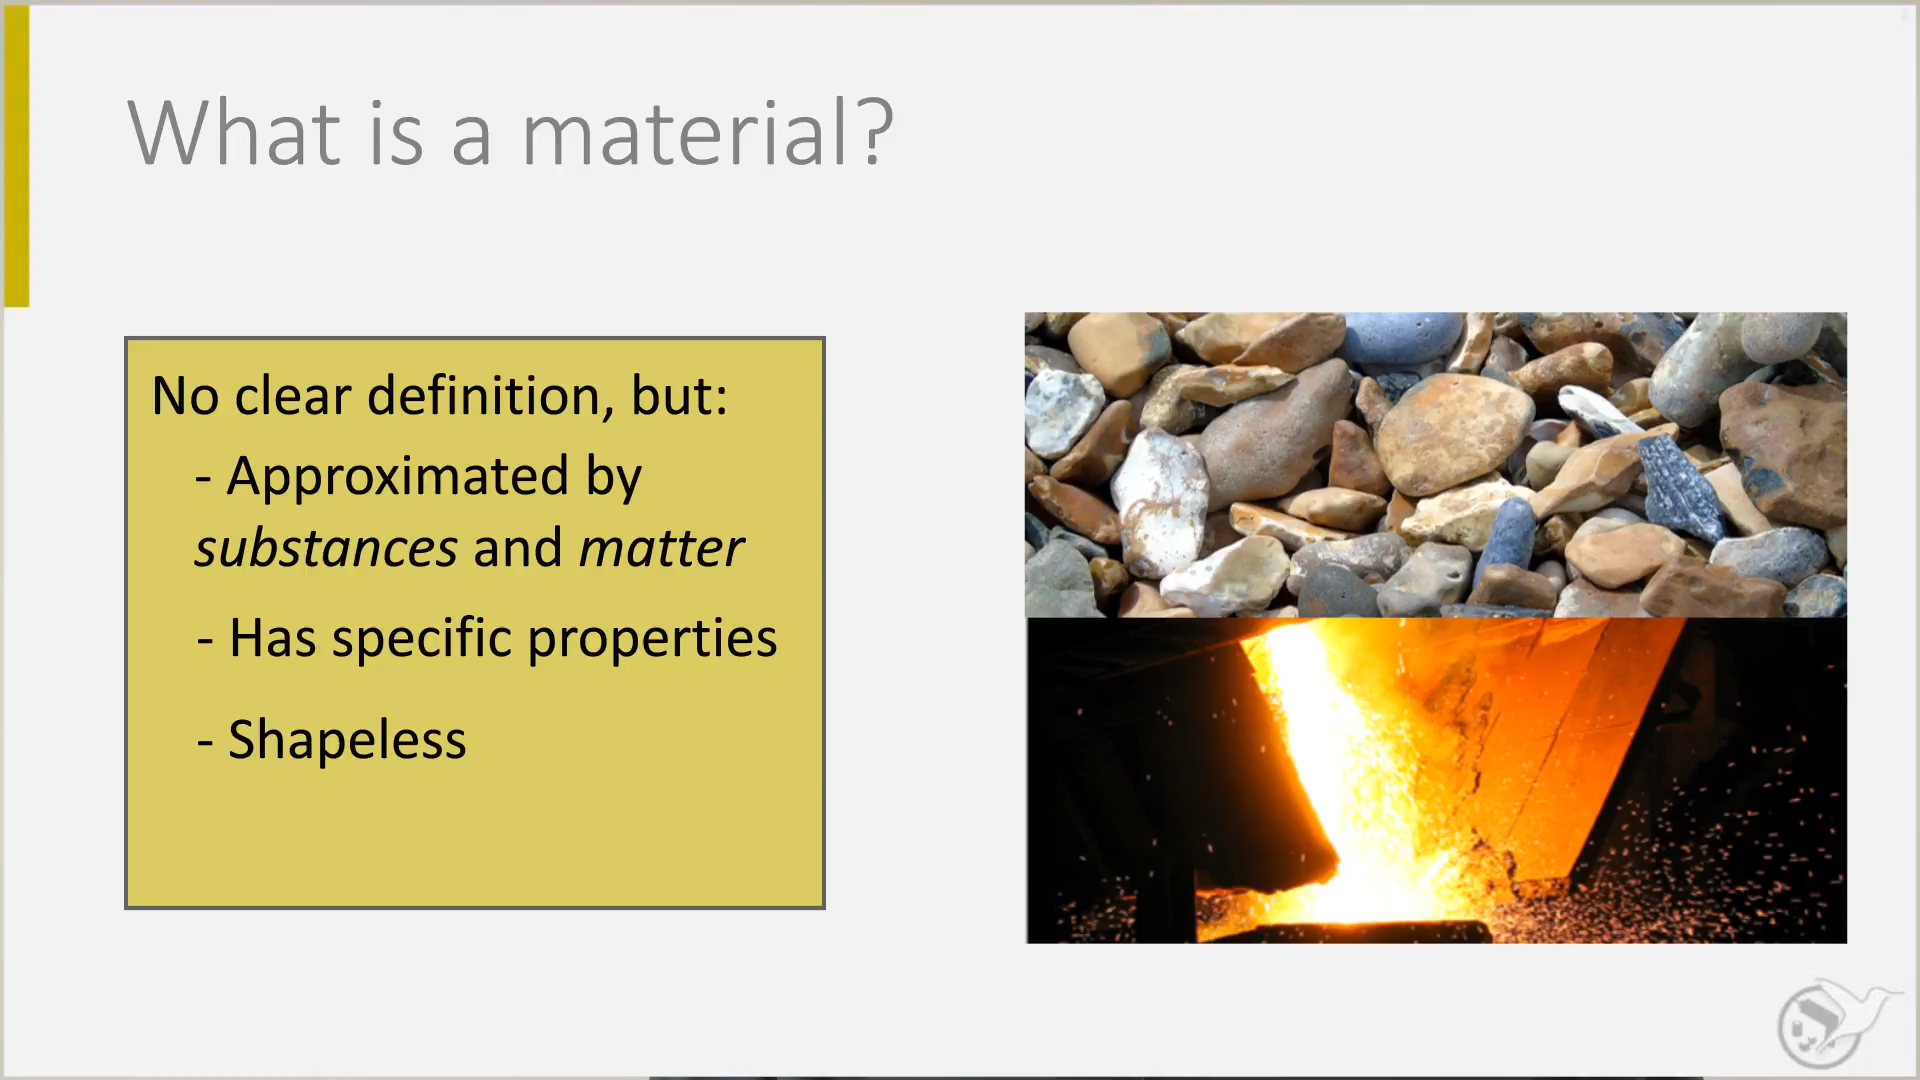 What is a material?
No clear definition, but:
- Approximated by
substances and matter
- Has specific properties
- Shapeless